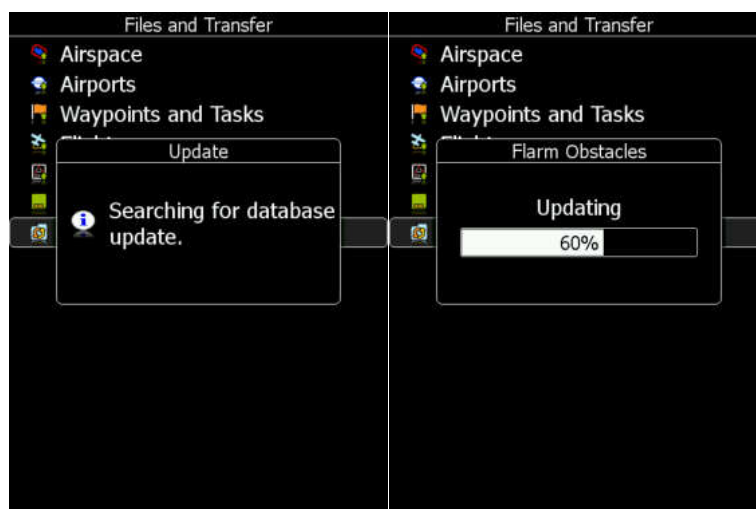 Files and Transfer
Airspace
Airports
Waypoints and Tasks
Update
Searching for database
update.
Files and Transfer
Airspace
Airports
Waypoints and Tasks
Flarm Obstacles
Updating
60%